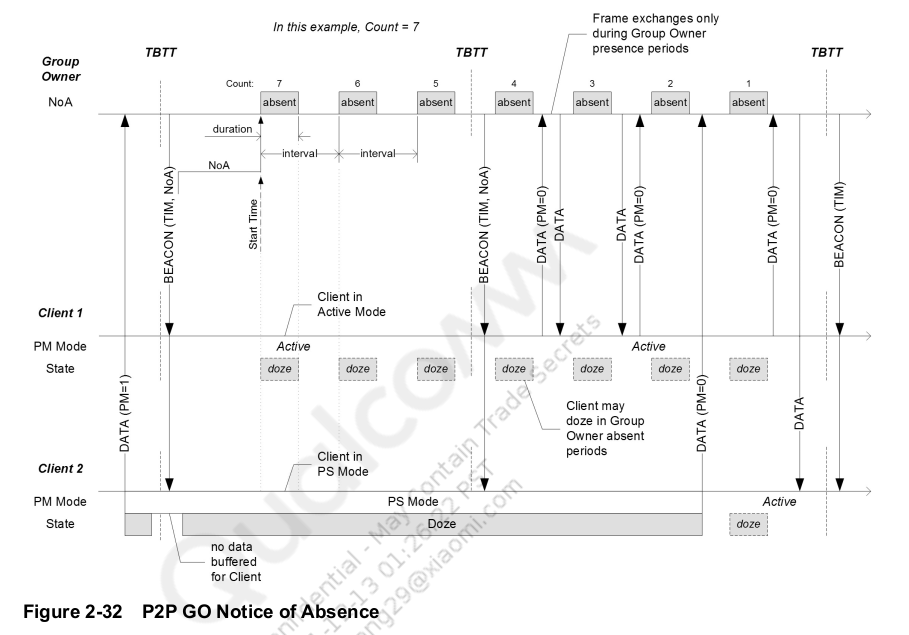 In this example, Count = 7
Frame exchanges only
during Group Owner
presence periods
TBTT
TBTT
TBTT
Group
Owner
NoA
Count:
7
6
5
4
3
2
1
absent
absent
absent
absent
absent
absent
absent
duration
interval
interval
NoA
Start Time
BEACON (TIM, NoA)
BEACON (TIM, NoA)
DATA (PM=0)
DATA
DATA
DATA (PM=0)
DATA (PM=0)
BEACON (TIM)
Client 1
Client in
Active Mode
PM Mode
Active
Active
State
doze
doze
doze
doze
doze
doze
doze
DATA (PM=1)
DATA (PM=0)
DATA
Client may
doze in Group
Owner absent
periods
Client 2
Client in
PS Mode
PM Mode
PS Mode
Active
State
Doze
doze
no data
buffered
for Client
Qualcomm
May Contain Trade Secrets
13 01:26:22 PST
@xiaomi.com
Figure 2-32 P2P GO Notice of Absence